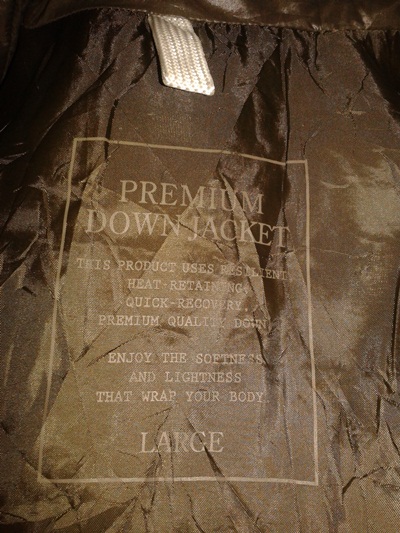 PREMIUM
DOWN JACKET
THIS PRODUCT USES RESILIENT,
HEAT-RETAINING,
QUICK-RECOVERY,
PREMIUM QUALITY DOWN.
ENJOY THE SOFTNESS
AND LIGHTNESS
THAT WRAP YOUR BODY.
LARGE